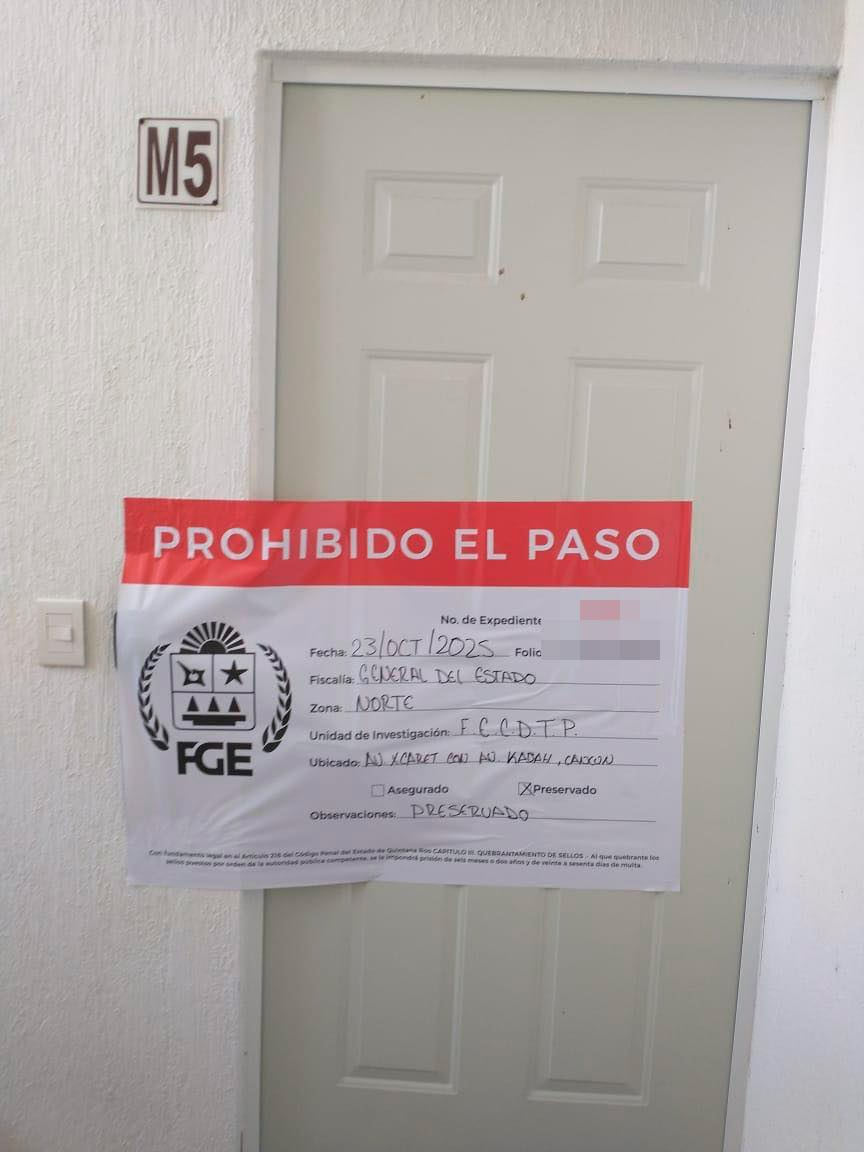 M5
PROHIBIDO EL PASO
No. de Expediente
Fecha: 23/OCT/2025 Folio
Fiscalía: GENERAL DEL ESTADO
Zona: NORTE
Unidad de Investigación: F.C.C.D.T.P.
Ubicado: AV. XCARET CON AV. KABAH, CANCUN
Asegurado X Preservado
Observaciones: PRESERVADO
FGE
Con fundamento legal en el Artículo 216 del Código Penal del Estado de Quintana Roo CAPITULO III. QUEBRANTAMIENTO DE SELLOS - Al que quebrante los
sellos puestos por orden de la autoridad pública competente, se le impondrá prisión de seis meses o dos años y de veinte a sesenta días de multa.